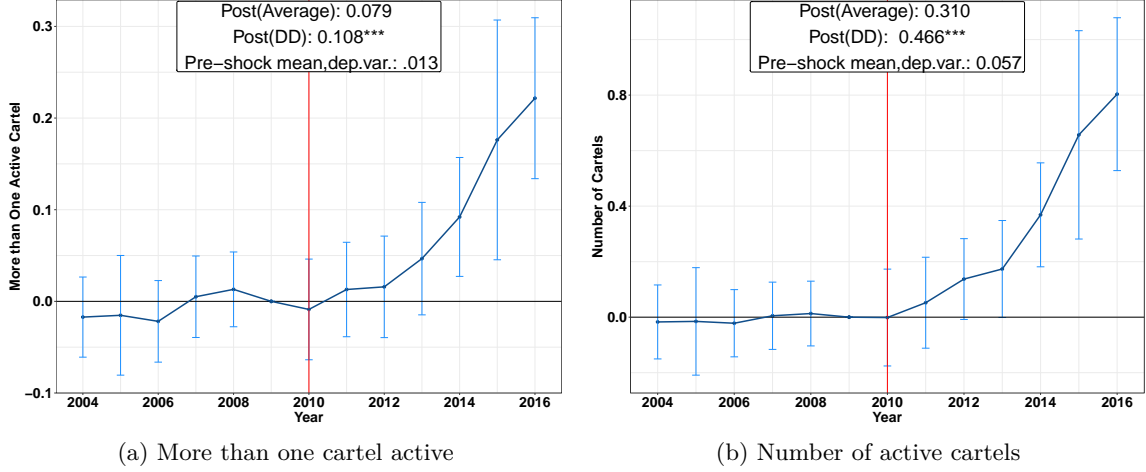 Post(Average): 0.079
Post(DD): 0.108***
Pre−shock mean,dep.var.: .013
More than One Active Cartel
0.3
0.2
0.1
0.0
−0.1
2004 2006 2008 2010 2012 2014 2016
Year
(a) More than one cartel active
Post(Average): 0.310
Post(DD): 0.466***
Pre−shock mean,dep.var.: 0.057
Number of Cartels
0.8
0.4
0.0
2004 2006 2008 2010 2012 2014 2016
Year
(b) Number of active cartels